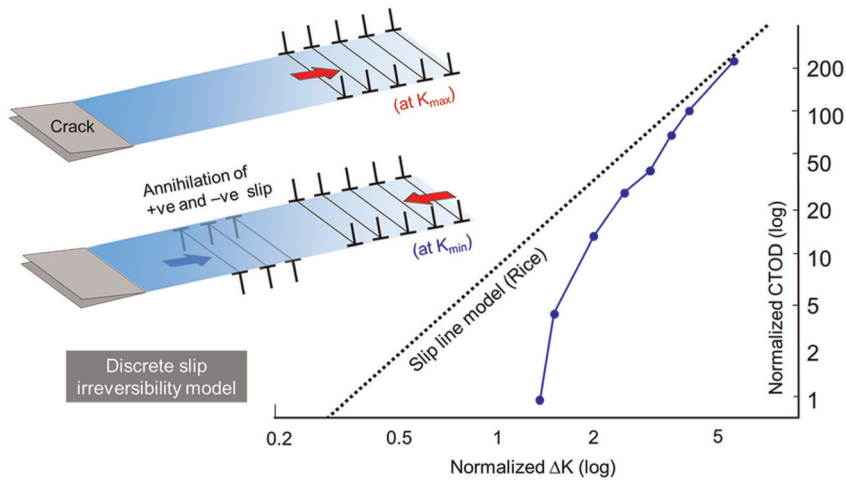 Crack
(at Kmax)
Annihilation of
+ve and –ve slip
(at Kmin)
Discrete slip
irreversibility model
Slip line model (Rice)
200
100
50
20
10
5
2
1
Normalized CTOD (log)
0.2
0.5
1
2
5
Normalized ΔK (log)